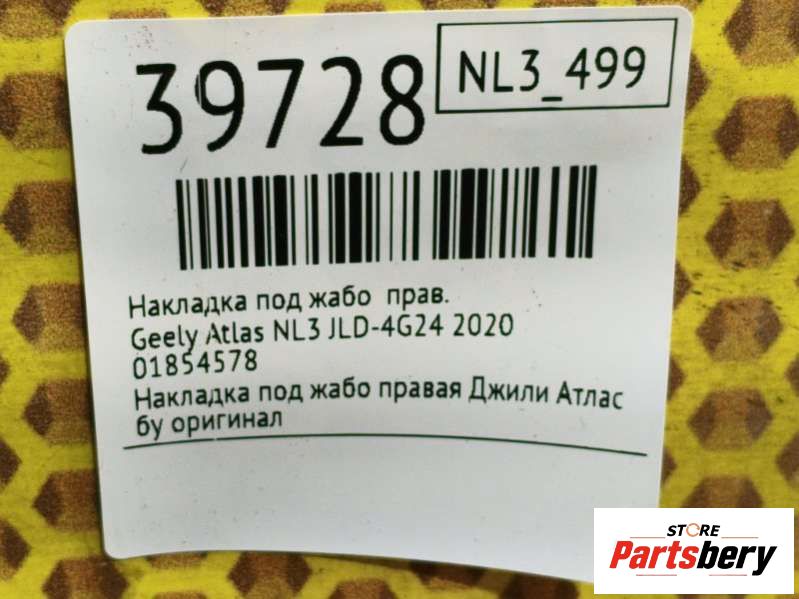 39728
NL3_499
Накладка под жабо прав.
Geely Atlas NL3 JLD-4G24 2020
01854578
Накладка под жабо правая Джили Атлас
бу оригинал
STORE
Partsbery